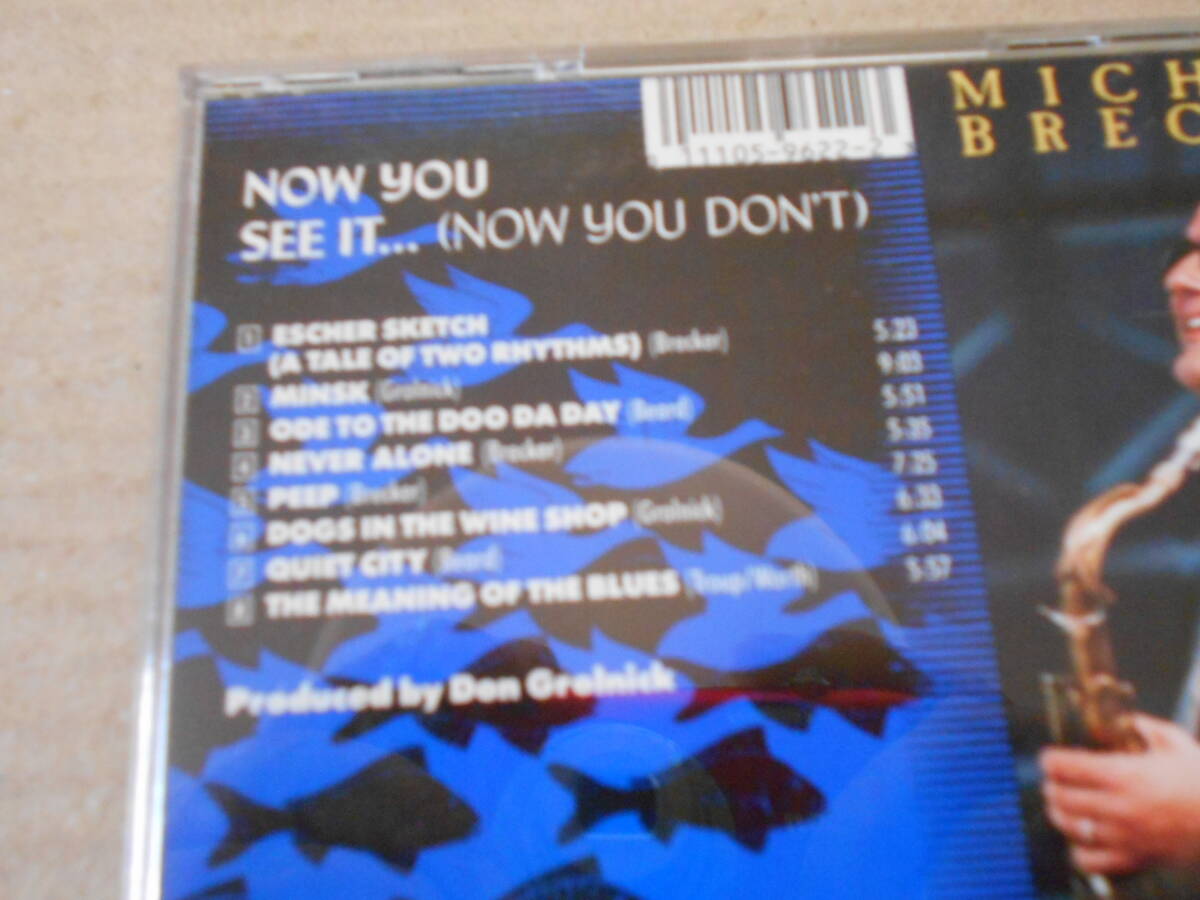 11105-9622-2
MICH
BREC
NOW YOU
SEE IT... (NOW YOU DON'T)
1 ESCHER SKETCH
(A TALE OF TWO RHYTHMS) (Brecker) 5:23
2 MINSK (Grolnick) 9:03
3 ODE TO THE DOO DA DAY (Beard) 5:51
4 NEVER ALONE (Brecker) 5:35
5 PEEP (Brecker) 7:25
6 DOGS IN THE WINE SHOP (Grolnick) 6:33
7 QUIET CITY (Beard) 6:04
8 THE MEANING OF THE BLUES (Troup/Worth) 5:57
Produced by Don Grolnick